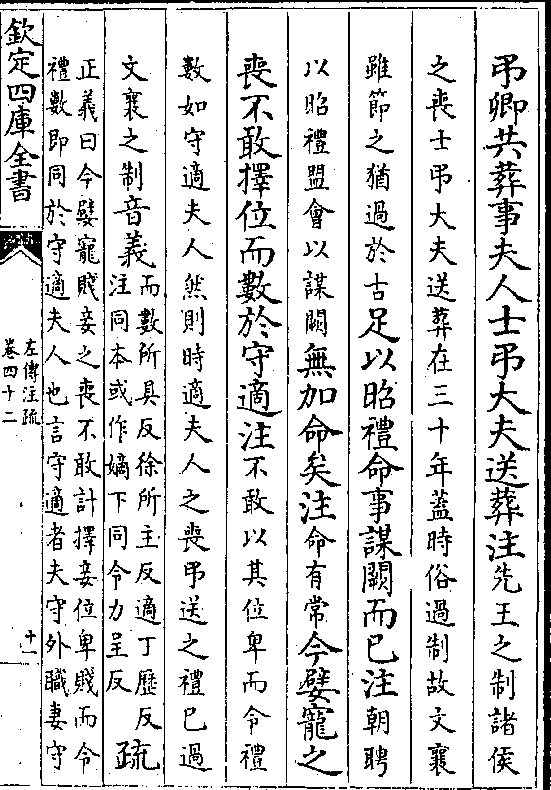 弔卿共葬事夫人士弔大夫送葬注先王之制諸侯
之喪士弔大夫送葬在三十年蓋時俗過制故文襄
雖節之猶過於古足以昭禮命事謀闕而已注朝聘
以昭禮盟會以謀闕無加命矣注命有常今嬖寵之
喪不敢擇位而數於守適注不敢以其位卑而令禮
數如守適夫人然則時適夫人之喪弔送之禮已過
文襄之制音義而數所具反徐所主反適丁歷反
注同本或作嫡下同令力呈反疏
正義曰今嬖寵賤妾之喪不敢計擇妾位卑賤而令
禮數即同於守適夫人也言守適者夫守外職妻守
欽定四庫全書
左傳注疏
卷四十二
十一